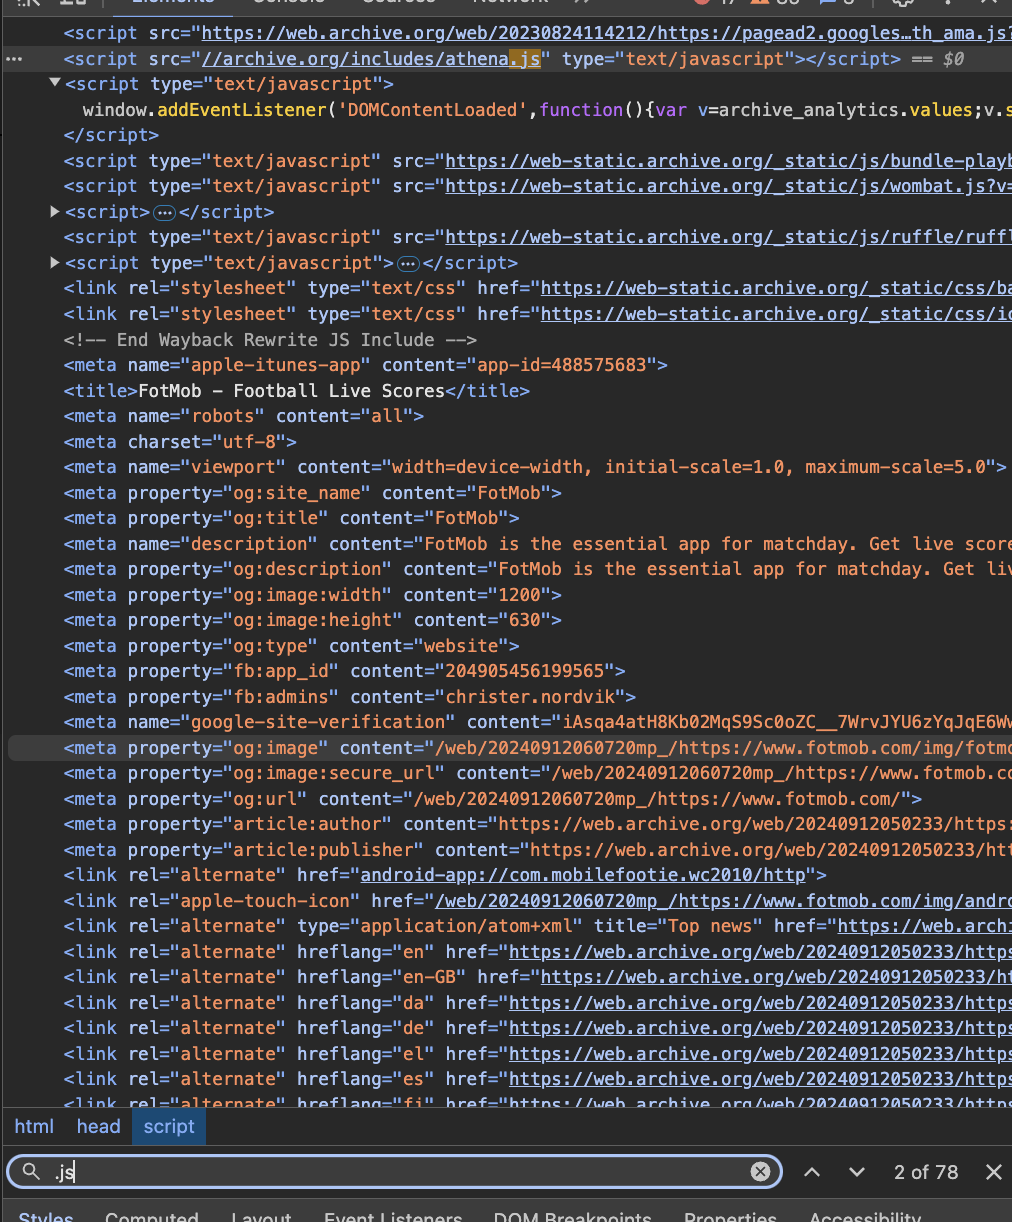 Elements Console Sources Network
<script src="https://web.archive.org/web/20230824114212/https://pagead2.googles…th_ama.js?
<script src="//archive.org/includes/athena.js" type="text/javascript"></script> == $0
<script type="text/javascript">
window.addEventListener('DOMContentLoaded',function(){var v=archive_analytics.values;v.s
</script>
<script type="text/javascript" src="https://web-static.archive.org/_static/js/bundle-playb
<script type="text/javascript" src="https://web-static.archive.org/_static/js/wombat.js?v=
<script>…</script>
<script type="text/javascript" src="https://web-static.archive.org/_static/js/ruffle/ruffl
<script type="text/javascript">…</script>
<link rel="stylesheet" type="text/css" href="https://web-static.archive.org/_static/css/ba
<link rel="stylesheet" type="text/css" href="https://web-static.archive.org/_static/css/ic
<!-- End Wayback Rewrite JS Include -->
<meta name="apple-itunes-app" content="app-id=488575683">
<title>FotMob - Football Live Scores</title>
<meta name="robots" content="all">
<meta charset="utf-8">
<meta name="viewport" content="width=device-width, initial-scale=1.0, maximum-scale=5.0">
<meta property="og:site_name" content="FotMob">
<meta property="og:title" content="FotMob">
<meta name="description" content="FotMob is the essential app for matchday. Get live score
<meta property="og:description" content="FotMob is the essential app for matchday. Get liv
<meta property="og:image:width" content="1200">
<meta property="og:image:height" content="630">
<meta property="og:type" content="website">
<meta property="fb:app_id" content="204905456199565">
<meta property="fb:admins" content="christer.nordvik">
<meta name="google-site-verification" content="iAsqa4atH8Kb02MqS9Sc0oZC__7WrvJYU6zYqJqE6Ww
<meta property="og:image" content="/web/20240912060720mp_/https://www.fotmob.com/img/fotmo
<meta property="og:image:secure_url" content="/web/20240912060720mp_/https://www.fotmob.co
<meta property="og:url" content="/web/20240912060720mp_/https://www.fotmob.com/">
<meta property="article:author" content="https://web.archive.org/web/20240912050233/https:
<meta property="article:publisher" content="https://web.archive.org/web/20240912050233/htt
<link rel="alternate" href="android-app://com.mobilefootie.wc2010/http">
<link rel="apple-touch-icon" href="/web/20240912060720mp_/https://www.fotmob.com/img/andro
<link rel="alternate" type="application/atom+xml" title="Top news" href="https://web.archi
<link rel="alternate" hreflang="en" href="https://web.archive.org/web/20240912050233/https
<link rel="alternate" hreflang="en-GB" href="https://web.archive.org/web/20240912050233/ht
<link rel="alternate" hreflang="da" href="https://web.archive.org/web/20240912050233/https
<link rel="alternate" hreflang="de" href="https://web.archive.org/web/20240912050233/https
<link rel="alternate" hreflang="el" href="https://web.archive.org/web/20240912050233/https
<link rel="alternate" hreflang="es" href="https://web.archive.org/web/20240912050233/https
<link rel="alternate" hreflang="fi" href="https://web.archive.org/web/20240912050233/https
html head script
.js 2 of 78
Styles Computed Layout Event Listeners DOM Breakpoints Properties Accessibility